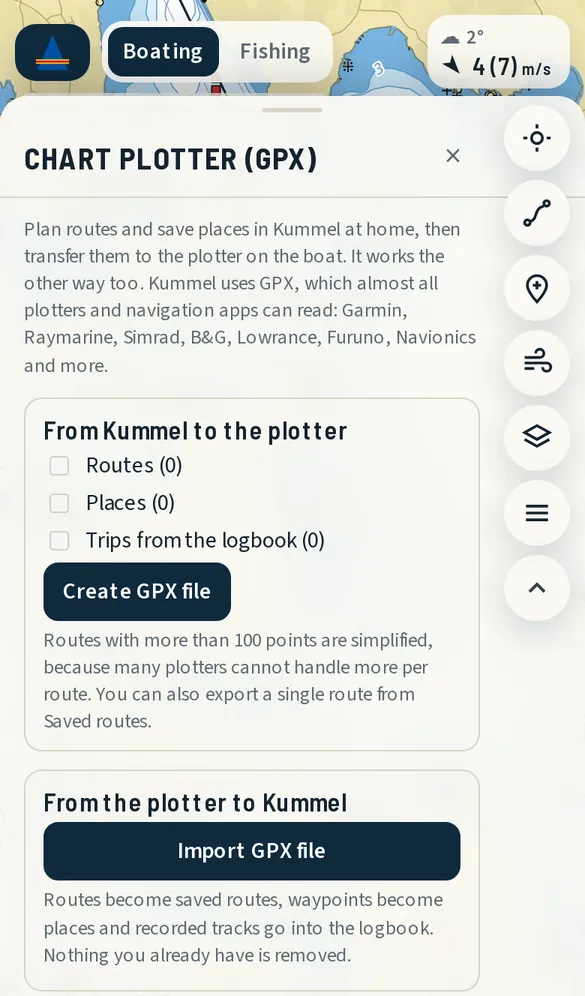 Boating
Fishing
2°
4 (7) m/s
3
CHART PLOTTER (GPX)
Plan routes and save places in Kummel at home, then
transfer them to the plotter on the boat. It works the
other way too. Kummel uses GPX, which almost all
plotters and navigation apps can read: Garmin,
Raymarine, Simrad, B&G, Lowrance, Furuno, Navionics
and more.
From Kummel to the plotter
Routes (0)
Places (0)
Trips from the logbook (0)
Create GPX file
Routes with more than 100 points are simplified,
because many plotters cannot handle more per
route. You can also export a single route from
Saved routes.
From the plotter to Kummel
Import GPX file
Routes become saved routes, waypoints become
places and recorded tracks go into the logbook.
Nothing you already have is removed.